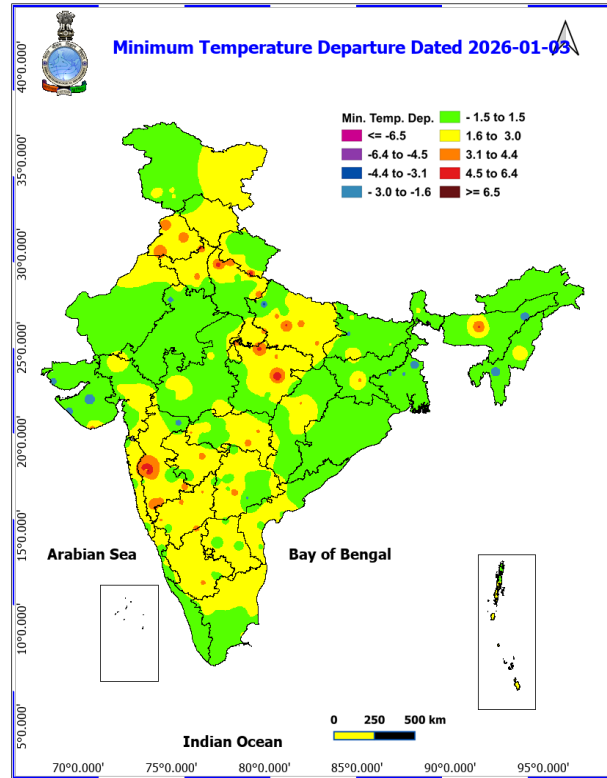 Minimum Temperature Departure Dated 2026-01-03
Min. Temp. Dep.
<= -6.5
-6.4 to -4.5
-4.4 to -3.1
- 3.0 to -1.6
- 1.5 to 1.5
1.6 to 3.0
3.1 to 4.4
4.5 to 6.4
>= 6.5
40°0.000'
35°0.000'
30°0.000'
25°0.000'
20°0.000'
15°0.000'
10°0.000'
5°0.000'
Arabian Sea
Bay of Bengal
Indian Ocean
0 250 500 km
70°0.000' 75°0.000' 80°0.000' 85°0.000' 90°0.000' 95°0.000'